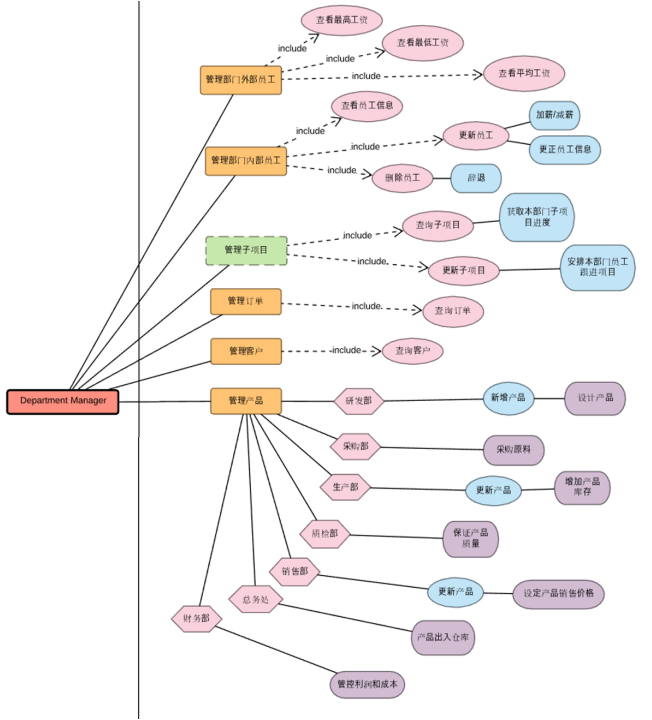 查看最高工资
include
查看最低工资
include
管理部门外部员工
include
查看平均工资
查看员工信息
include
加薪/减薪
更新员工
include
更正员工信息
管理部门内部员工
include
删除员工
辞退
获取本部门子项
目进度
查询子项目
include
管理子项目
include
更新子项目
安排本部门员工
跟进项目
管理订单
include
查询订单
管理客户
include
查询客户
Department Manager
管理产品
研发部
新增产品
设计产品
采购部
采购原料
生产部
更新产品
增加产品
库存
质检部
保证产品
质量
销售部
更新产品
设定产品销售价格
总务处
产品出入仓库
财务部
管控利润和成本